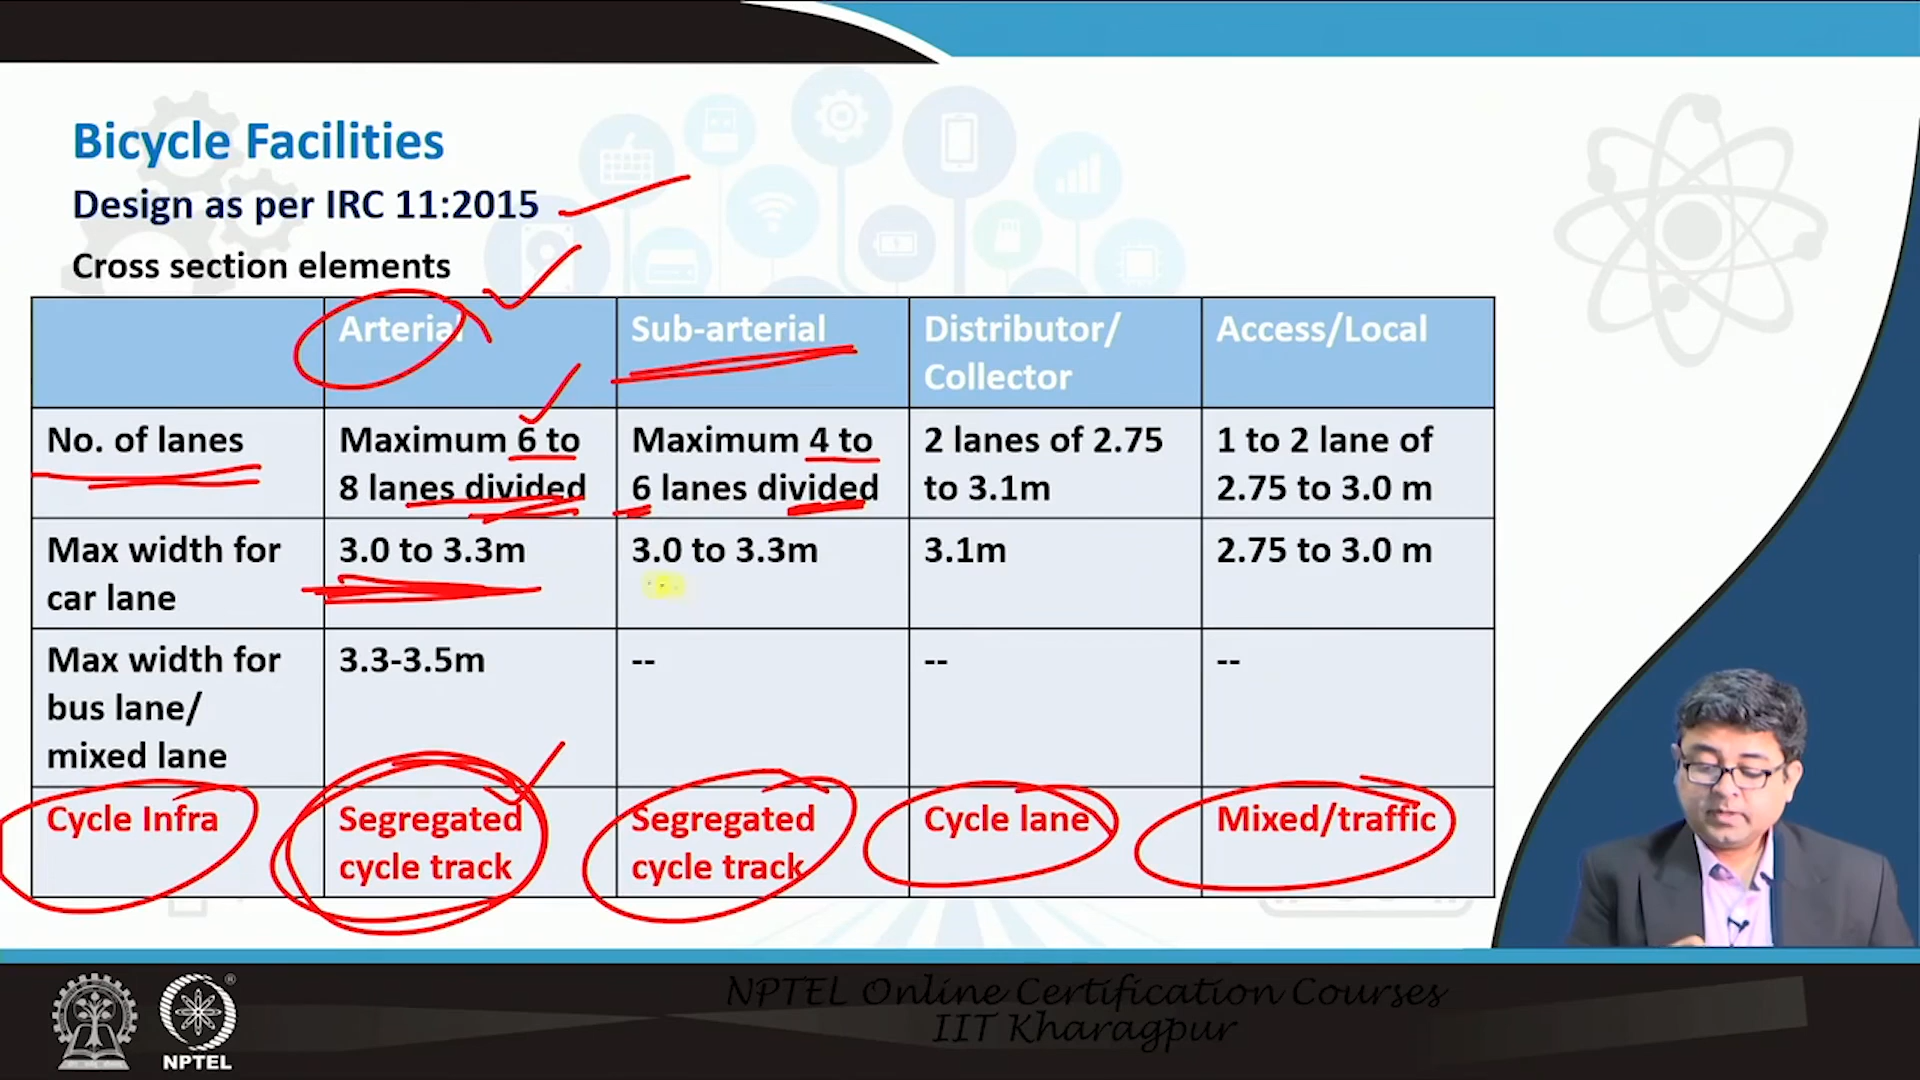 Bicycle Facilities
Design as per IRC 11:2015
Cross section elements
Arterial
Sub-arterial
Distributor/
Collector
Access/Local
No. of lanes
Maximum 6 to
8 lanes divided
Maximum 4 to
6 lanes divided
2 lanes of 2.75
to 3.1m
1 to 2 lane of
2.75 to 3.0 m
Max width for
car lane
3.0 to 3.3m
3.0 to 3.3m
3.1m
2.75 to 3.0 m
Max width for
bus lane/
mixed lane
3.3-3.5m
--
--
--
Cycle Infra
Segregated
cycle track
Segregated
cycle track
Cycle lane
Mixed/traffic
NPTEL Online Certification Courses
IIT Kharagpur
®
NPTEL